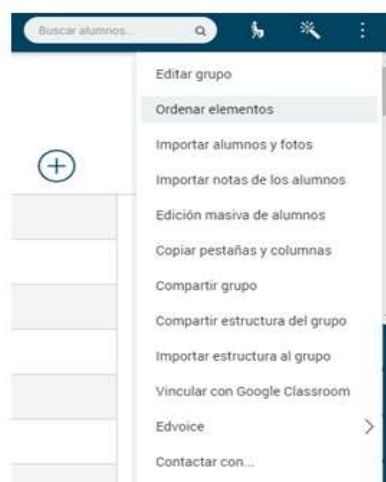 Buscar alumnos...
Editar grupo
Ordenar elementos
Importar alumnos y fotos
Importar notas de los alumnos
Edición masiva de alumnos
Copiar pestañas y columnas
Compartir grupo
Compartir estructura del grupo
Importar estructura al grupo
Vincular con Google Classroom
Edvoice
Contactar con...